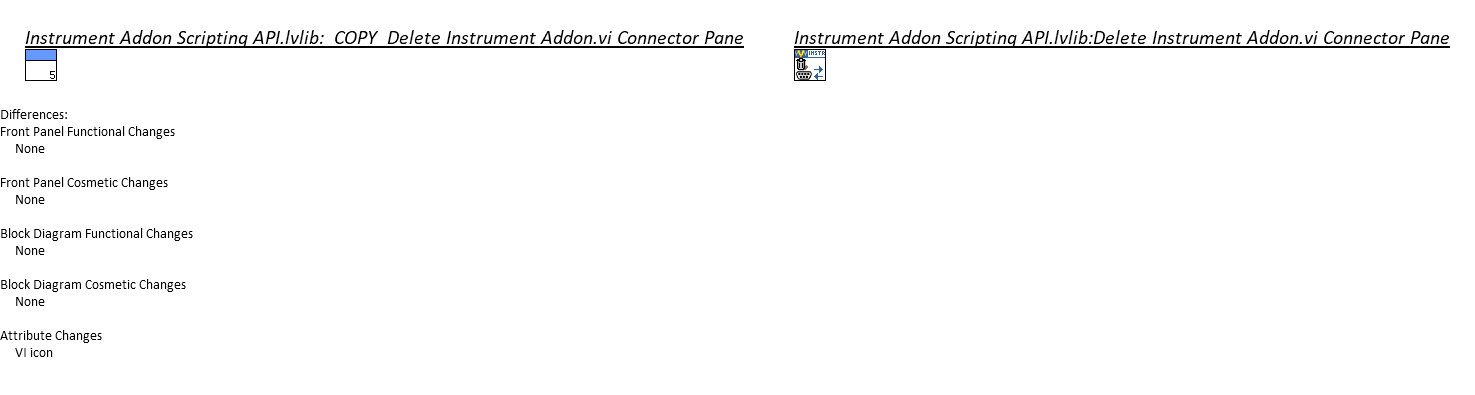 Instrument Addon Scripting API.lvlib:_COPY_Delete Instrument Addon.vi Connector Pane
Instrument Addon Scripting API.lvlib:Delete Instrument Addon.vi Connector Pane
5
INSTR
Differences:
Front Panel Functional Changes
None
Front Panel Cosmetic Changes
None
Block Diagram Functional Changes
None
Block Diagram Cosmetic Changes
None
Attribute Changes
VI icon